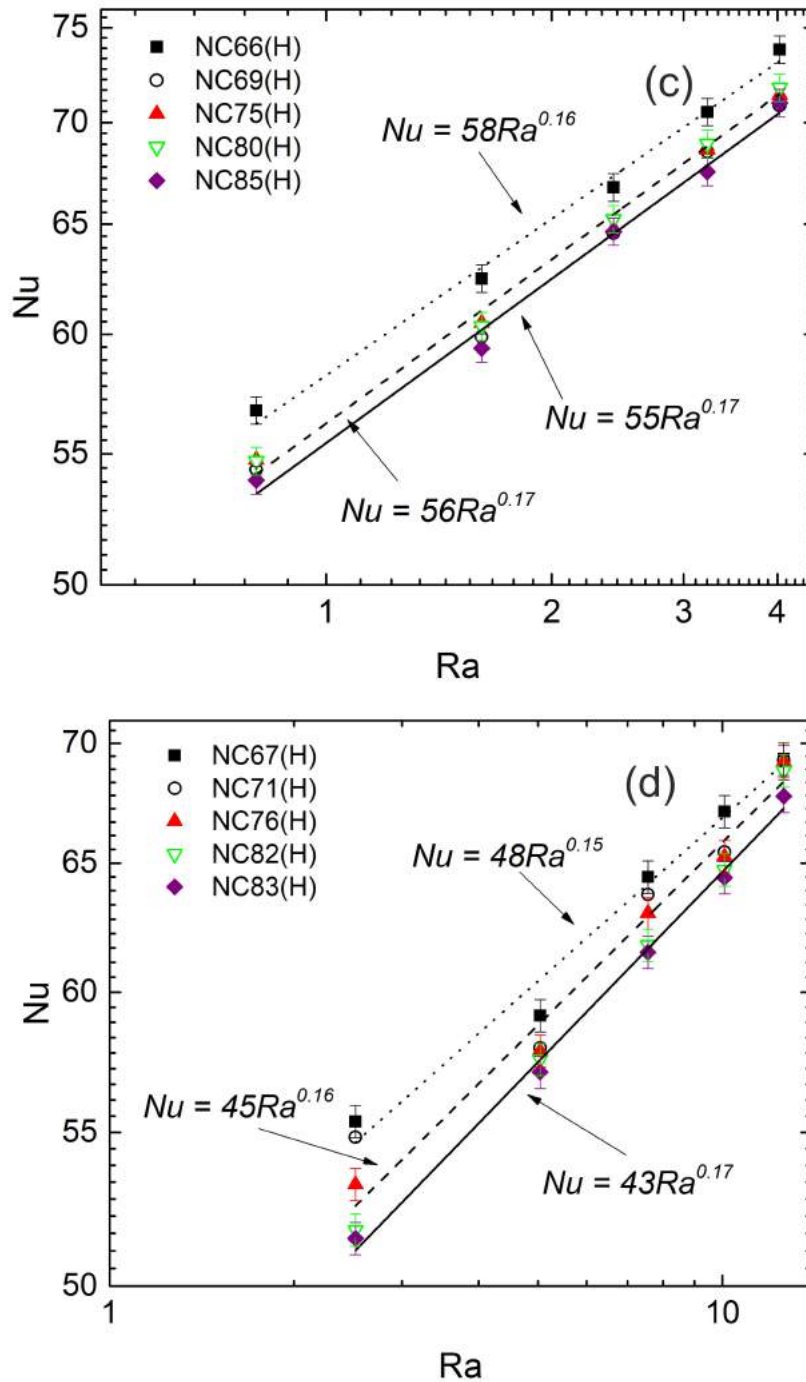 75
70
65
60
55
50
Nu
NC66(H)
NC69(H)
NC75(H)
NC80(H)
NC85(H)
(c)
Nu = 58Ra^0.16
Nu = 55Ra^0.17
Nu = 56Ra^0.17
1 2 3 4
Ra
70
65
60
55
50
Nu
NC67(H)
NC71(H)
NC76(H)
NC82(H)
NC83(H)
(d)
Nu = 48Ra^0.15
Nu = 45Ra^0.16
Nu = 43Ra^0.17
1 10
Ra